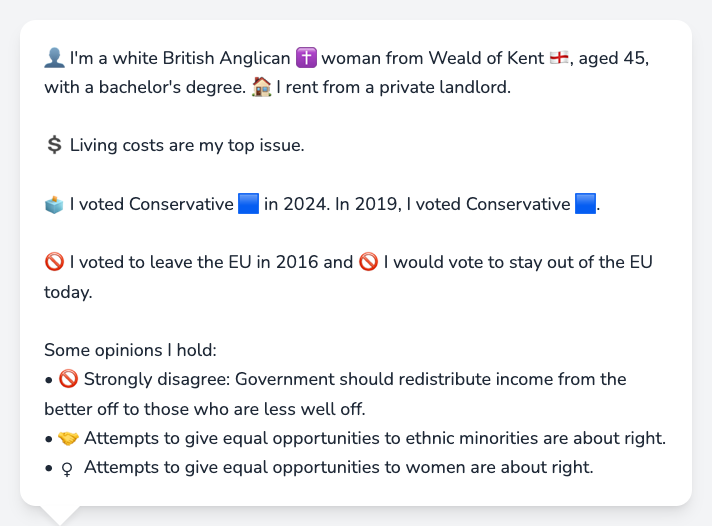 👤 I'm a white British Anglican ✝️ woman from Weald of Kent 🏴󠁧󠁢󠁥󠁮󠁧󠁿, aged 45,
with a bachelor's degree. 🏠 I rent from a private landlord.
💲 Living costs are my top issue.
🗳️ I voted Conservative 🟦 in 2024. In 2019, I voted Conservative 🟦.
🚫 I voted to leave the EU in 2016 and 🚫 I would vote to stay out of the EU
today.
Some opinions I hold:
• 🚫 Strongly disagree: Government should redistribute income from the
better off to those who are less well off.
• 🤝 Attempts to give equal opportunities to ethnic minorities are about right.
• ♀ Attempts to give equal opportunities to women are about right.